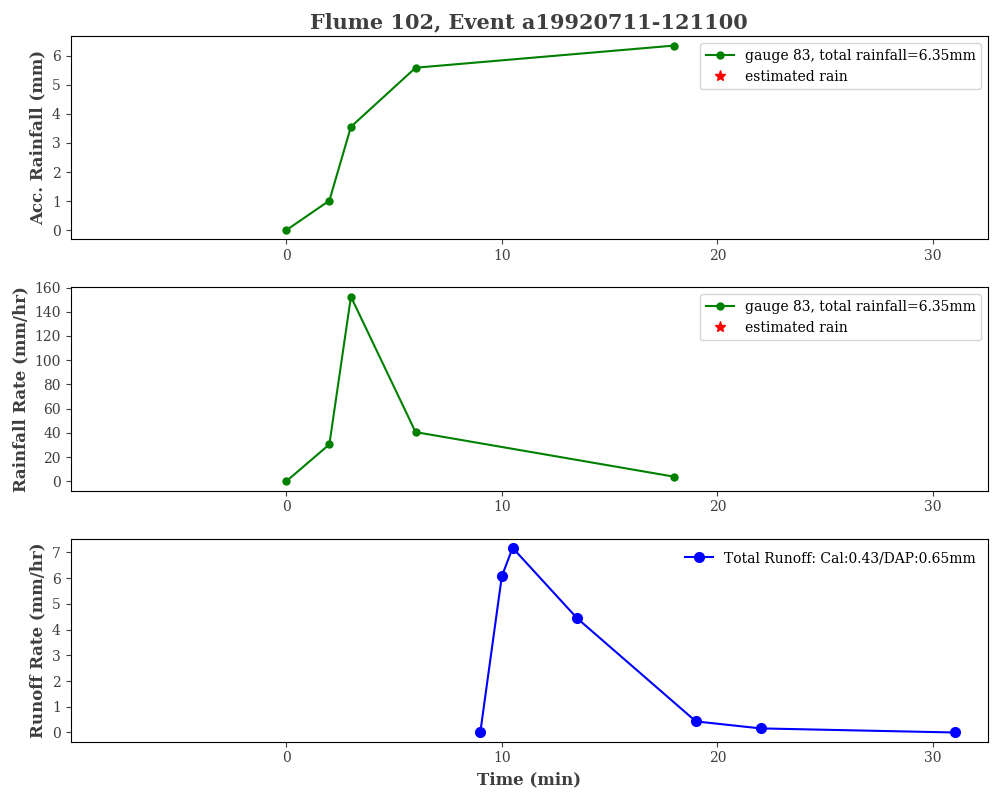 Flume 102, Event a19920711-121100
Acc. Rainfall (mm)
6
5
4
3
2
1
0
gauge 83, total rainfall=6.35mm
estimated rain
0 10 20 30
Rainfall Rate (mm/hr)
160
140
120
100
80
60
40
20
0
gauge 83, total rainfall=6.35mm
estimated rain
0 10 20 30
Runoff Rate (mm/hr)
7
6
5
4
3
2
1
0
Total Runoff: Cal:0.43/DAP:0.65mm
0 10 20 30
Time (min)